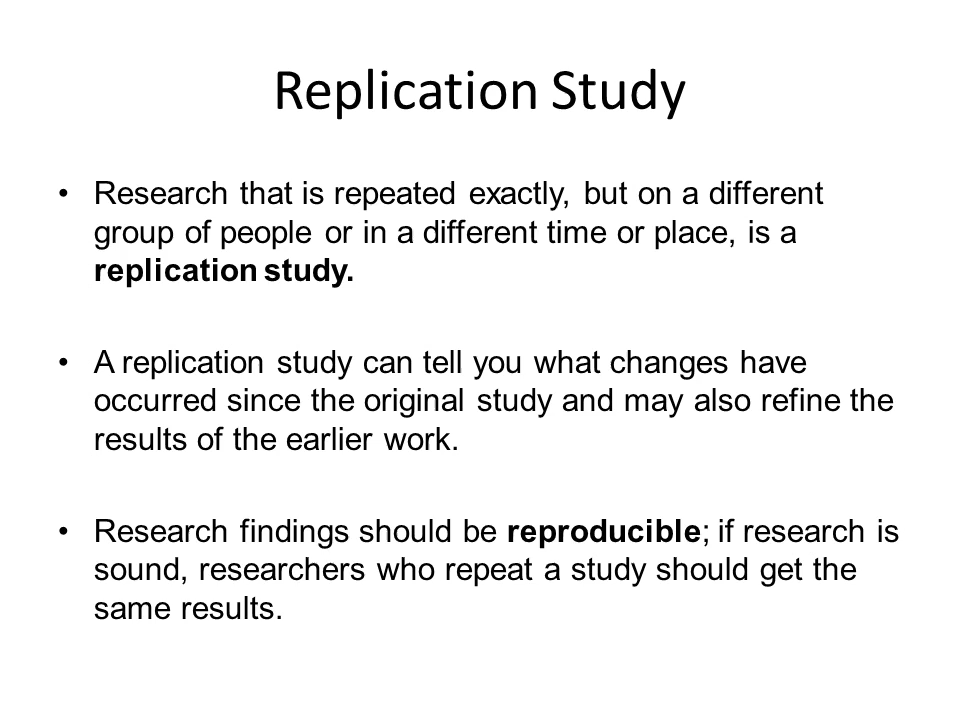 Replication Study
• Research that is repeated exactly, but on a different
group of people or in a different time or place, is a
replication study.
• A replication study can tell you what changes have
occurred since the original study and may also refine the
results of the earlier work.
• Research findings should be reproducible; if research is
sound, researchers who repeat a study should get the
same results.